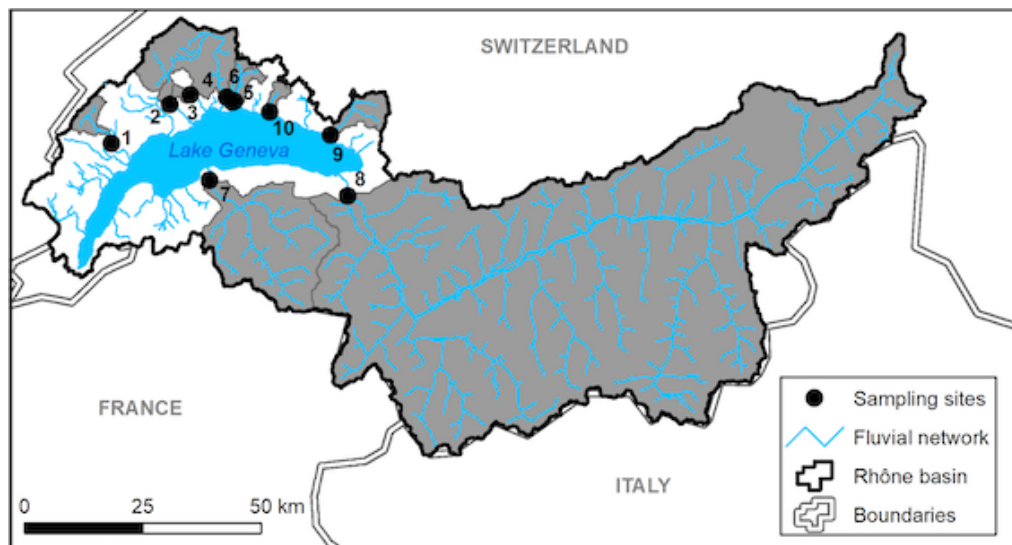 SWITZERLAND
4
6
2
3
5
1
10
Lake Geneva
9
7
8
FRANCE
ITALY
Sampling sites
Fluvial network
Rhône basin
Boundaries
0 25 50 km